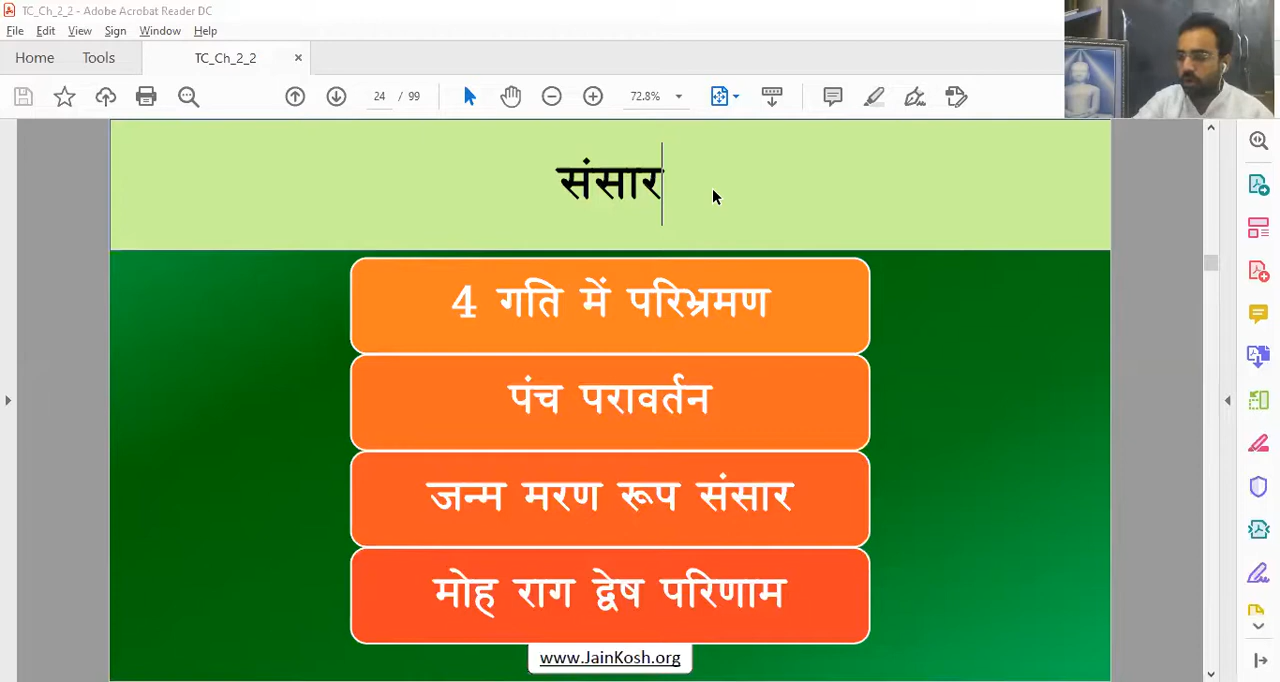 TC_Ch_2_2 - Adobe Acrobat Reader DC
File Edit View Sign Window Help
Home Tools TC_Ch_2_2 ×
24 / 99 72.8%
संसार
4 गति में परिभ्रमण
पंच परावर्तन
जन्म मरण रूप संसार
मोह राग द्वेष परिणाम
www.JainKosh.org